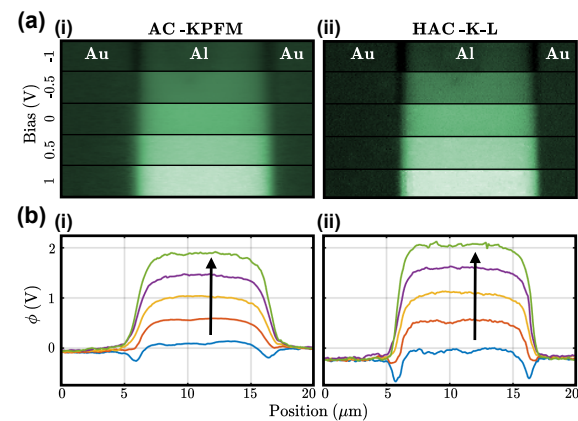 (a) (i) AC-KPFM (ii) HAC-K-L
Au Al Au Au Al Au
Bias (V)
-1
-0.5
0
0.5
1
(b) (i) (ii)
ϕ (V)
2
1
0
0 5 10 15 20 0 5 10 15 20
Position (μm)